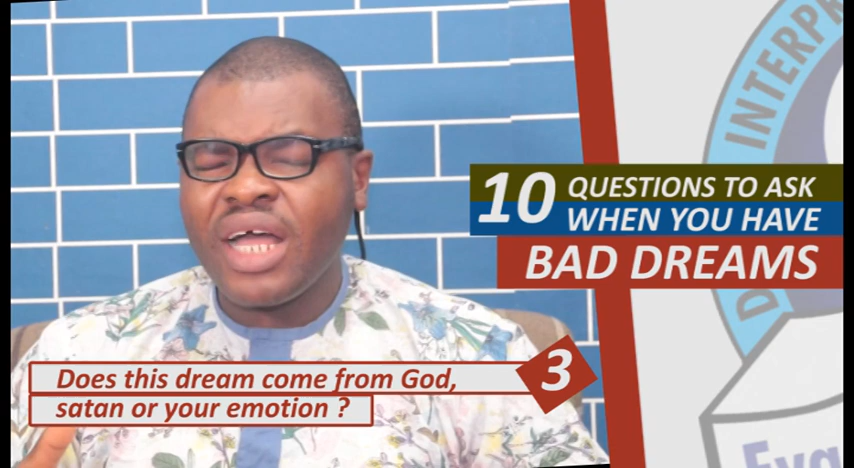 INTERPR
10 QUESTIONS TO ASK
WHEN YOU HAVE
BAD DREAMS
Does this dream come from God,
satan or your emotion ?
3
Eva